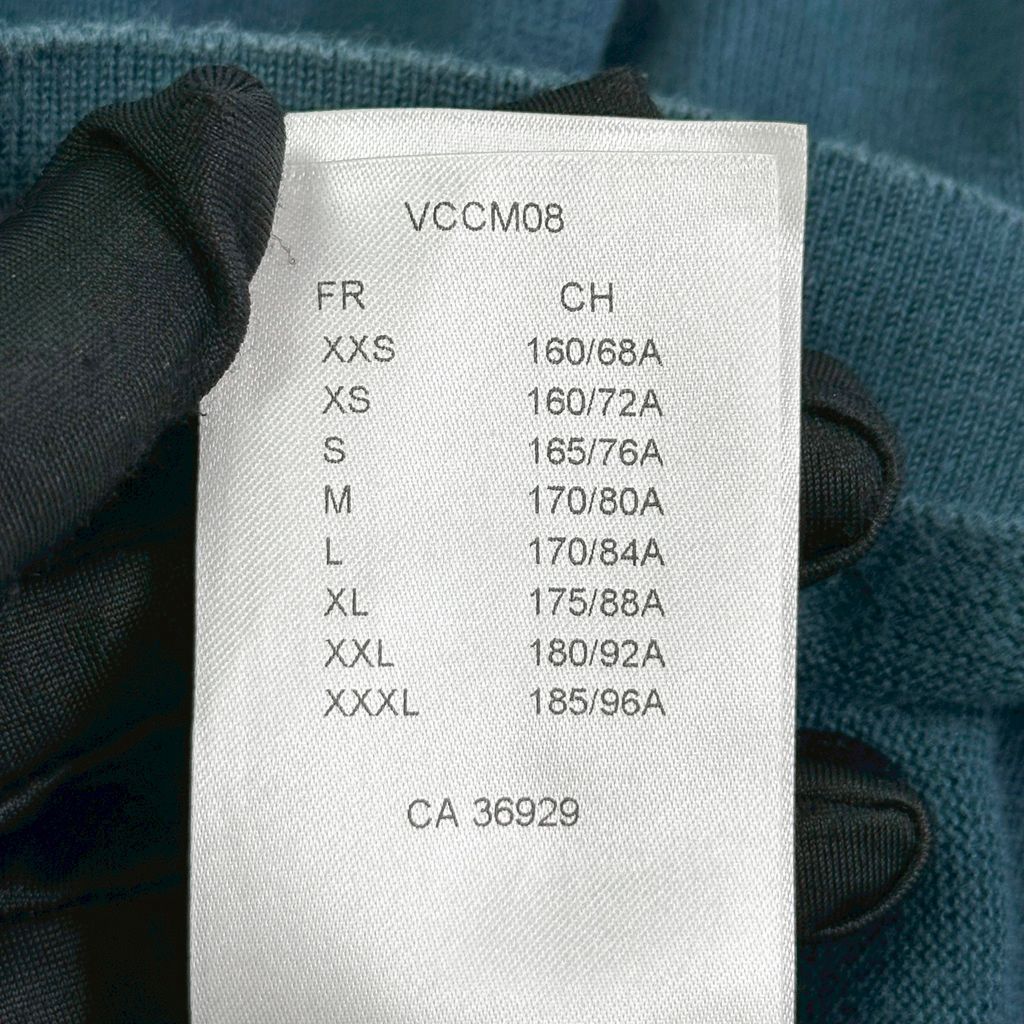 VCCM08
FR CH
XXS 160/68A
XS 160/72A
S 165/76A
M 170/80A
L 170/84A
XL 175/88A
XXL 180/92A
XXXL 185/96A
CA 36929